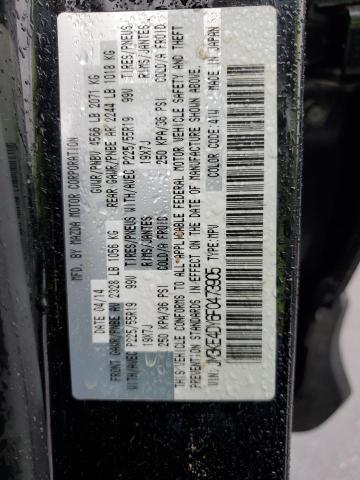 MFD. BY MAZDA MOTOR CORPORATION
DATE 04/14 GVWR/PNBV 4566 LB 2071 KG
FRONT GAWR/PNBE AV 2328 LB 1056 KG REAR GAWR/PNBE AR 2244 LB 1018 KG
WITH/AVEC P225/55R19 99V TIRES/PNEUS WITH/AVEC P225/55R19 99V TIRES/PNEUS
19X7J RIMS/JANTES 19X7J RIMS/JANTES
250 KPA/36 PSI COLD/A FROID 250 KPA/36 PSI COLD/A FROID
THIS VEHICLE CONFORMS TO ALL APPLICABLE FEDERAL MOTOR VEHICLE SAFETY AND THEFT
PREVENTION STANDARDS IN EFFECT ON THE DATE OF MANUFACTURE SHOWN ABOVE.
VIN: JM3KE4DY3F0473905 TYPE: MPV COLOR: 41W MADE IN JAPAN